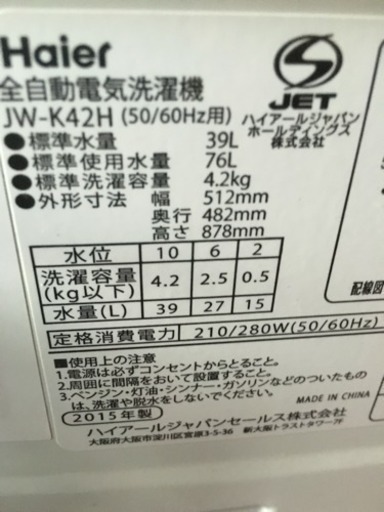 Haier
全自動電気洗濯機
JW-K42H (50/60Hz用)
JET
ハイアールジャパン
ホールディングス
株式会社
●標準水量 39L
●標準使用水量 76L
●標準洗濯容量 4.2kg
●外形寸法 幅 512mm
奥行 482mm
高さ 878mm
水位 10 6 2
洗濯容量(kg以下) 4.2 2.5 0.5
水量(L) 39 27 15
定格消費電力 210/280W(50/60Hz)
配線図
■使用上の注意
1.電源は必ずコンセントからとること。
2.周囲に間隔をおいて設置すること。
3.ベンジン・灯油・シンナー・ガソリンなどのついたもの
は、洗濯や脱水をしないでください。
2015年製
ハイアールジャパンセールス株式会社
大阪府大阪市淀川区宮原3-5-36 新大阪トラストタワー7F